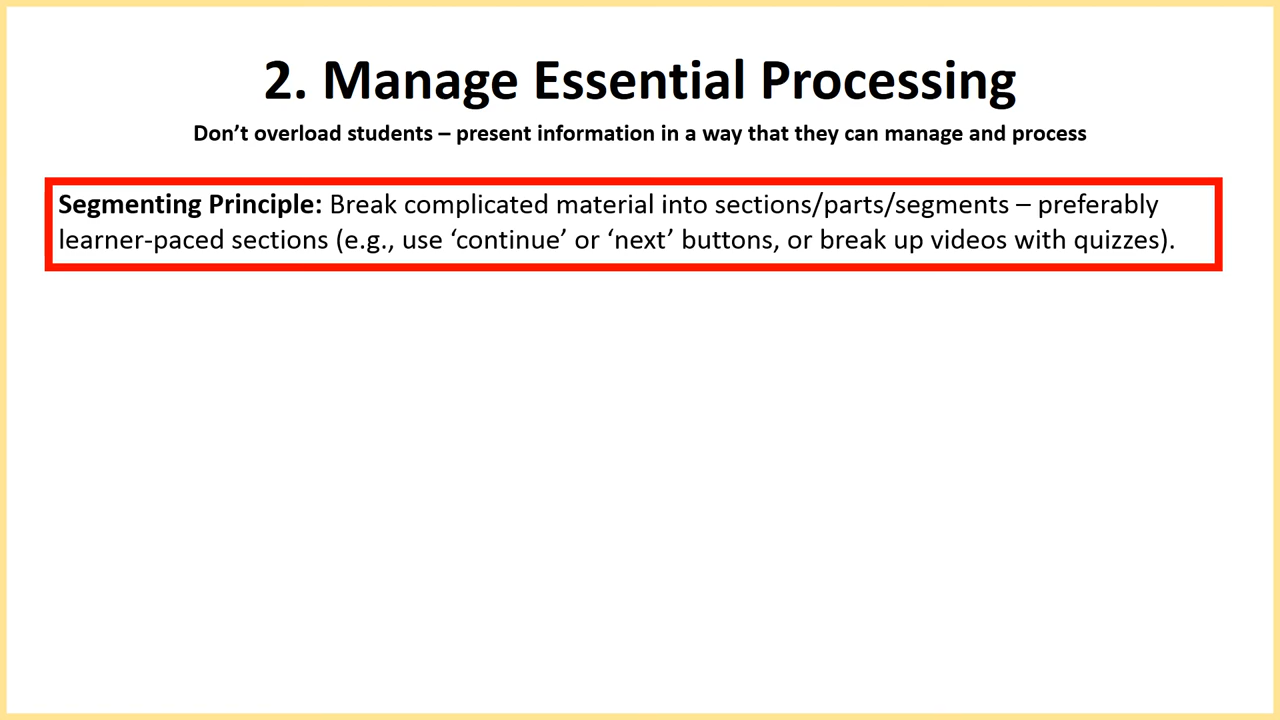 2. Manage Essential Processing
Don’t overload students – present information in a way that they can manage and process
Segmenting Principle: Break complicated material into sections/parts/segments – preferably
learner-paced sections (e.g., use ‘continue’ or ‘next’ buttons, or break up videos with quizzes).